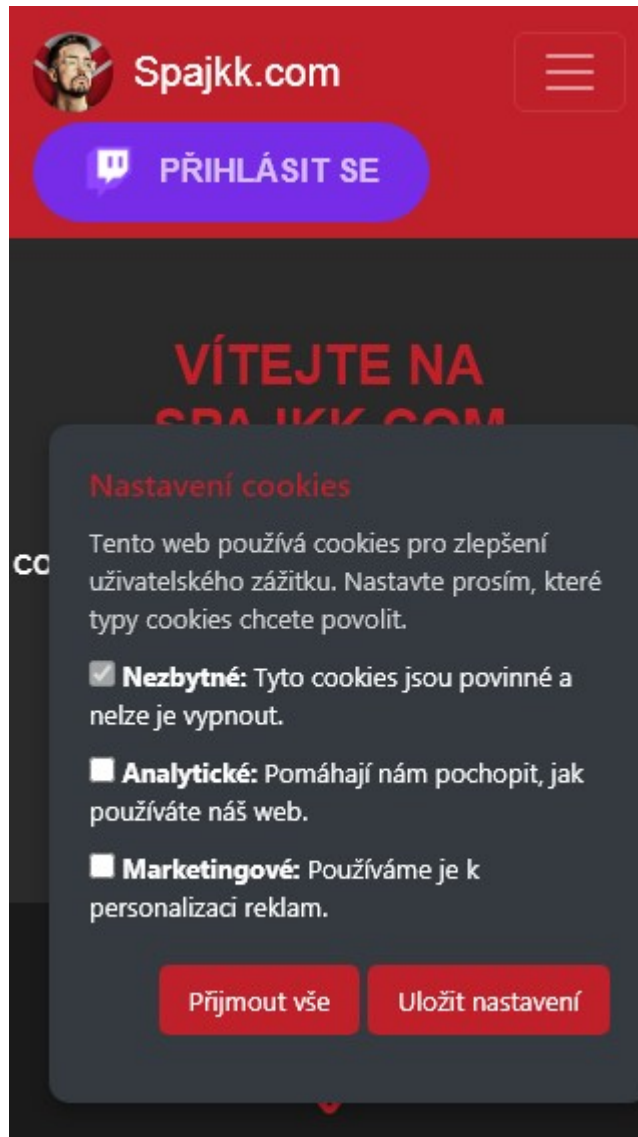 Spajkk.com
PŘIHLÁSIT SE
VÍTEJTE NA
SPAJKK.COM
Nastavení cookies
Tento web používá cookies pro zlepšení
uživatelského zážitku. Nastavte prosím, které
typy cookies chcete povolit.
Nezbytné: Tyto cookies jsou povinné a
nelze je vypnout.
Analytické: Pomáhají nám pochopit, jak
používáte náš web.
Marketingové: Používáme je k
personalizaci reklam.
Přijmout vše Uložit nastavení